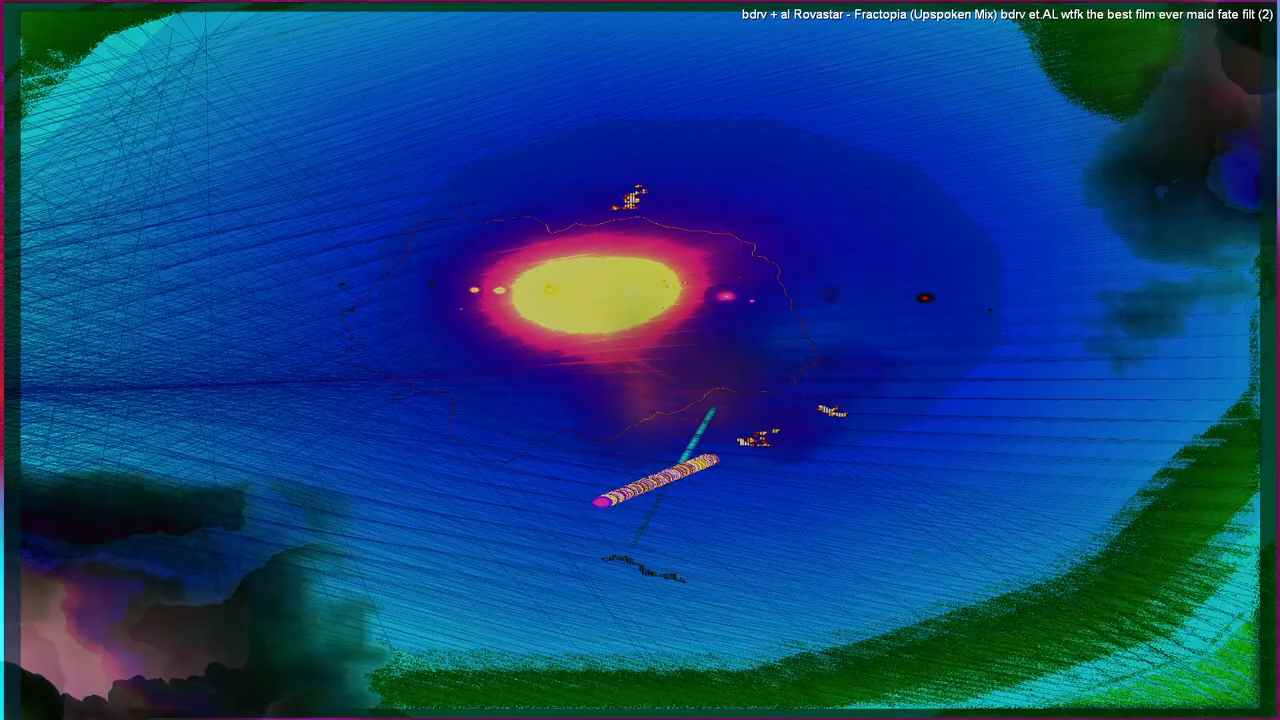 bdrv + al Rovastar - Fractopia (Upspoken Mix) bdrv et.AL wtfk the best film ever maid fate filt (2)